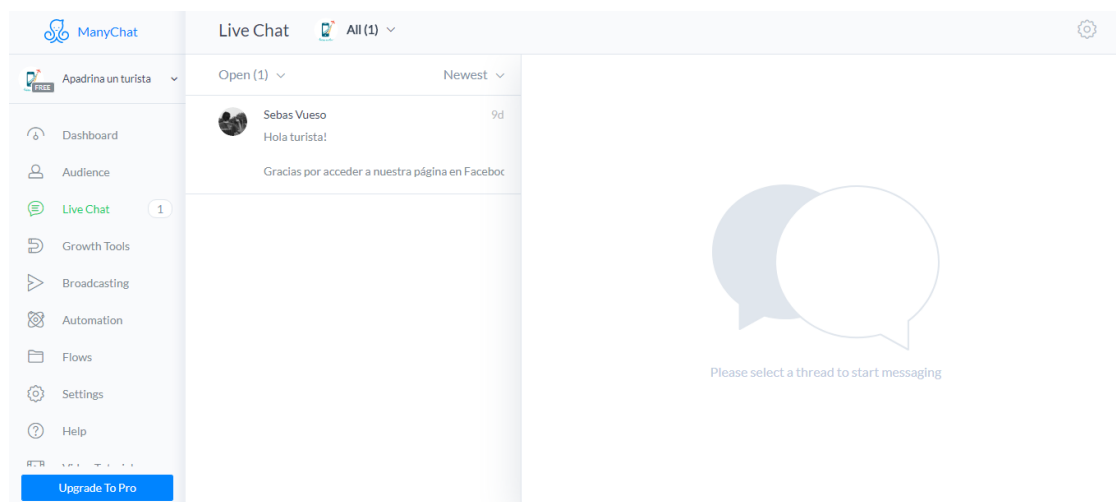 ManyChat
Live Chat
All (1)
FREE
Apadrina un turista
Open (1)
Newest
Sebas Vueso
9d
Hola turista!
Gracias por acceder a nuestra página en Faceboc
Dashboard
Audience
Live Chat
1
Growth Tools
Broadcasting
Automation
Flows
Settings
Help
Upgrade To Pro
Please select a thread to start messaging